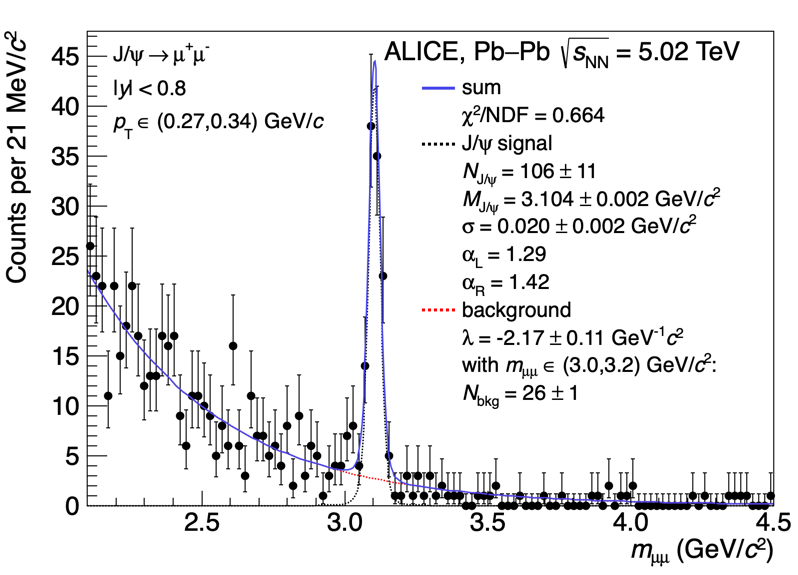 Counts per 21 MeV/c²
45
40
35
30
25
20
15
10
5
0
J/ψ → μ⁺μ⁻
|y| < 0.8
p_T ∈ (0.27,0.34) GeV/c
ALICE, Pb–Pb √s_NN = 5.02 TeV
sum
χ²/NDF = 0.664
J/ψ signal
N_J/ψ = 106 ± 11
M_J/ψ = 3.104 ± 0.002 GeV/c²
σ = 0.020 ± 0.002 GeV/c²
α_L = 1.29
α_R = 1.42
background
λ = -2.17 ± 0.11 GeV⁻¹c²
with m_μμ ∈ (3.0,3.2) GeV/c²:
N_bkg = 26 ± 1
2.5 3.0 3.5 4.0 4.5
m_μμ (GeV/c²)